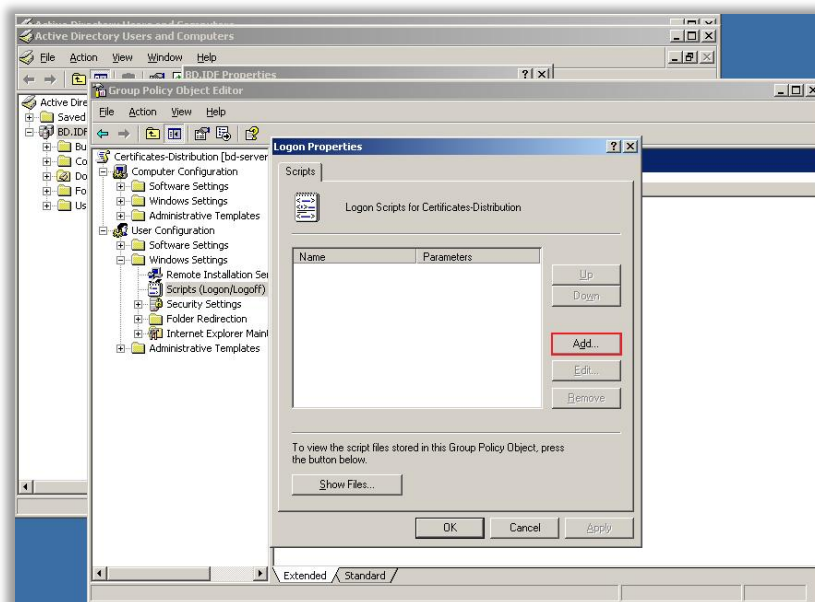 Active Directory Users and Computers
Active Directory Users and Computers
File Action View Window Help
BD.IDF Properties
Group Policy Object Editor
File Action View Help
Active Dire
Saved
BD.IDF
Bu
Co
Do
Fo
Us
Certificates-Distribution [bd-server
Computer Configuration
Software Settings
Windows Settings
Administrative Templates
User Configuration
Software Settings
Windows Settings
Remote Installation Ser
Scripts (Logon/Logoff)
Security Settings
Folder Redirection
Internet Explorer Maint
Administrative Templates
Logon Properties
Scripts
Logon Scripts for Certificates-Distribution
Name Parameters
Up
Down
Add...
Edit...
Remove
To view the script files stored in this Group Policy Object, press
the button below.
Show Files...
OK Cancel Apply
Extended Standard